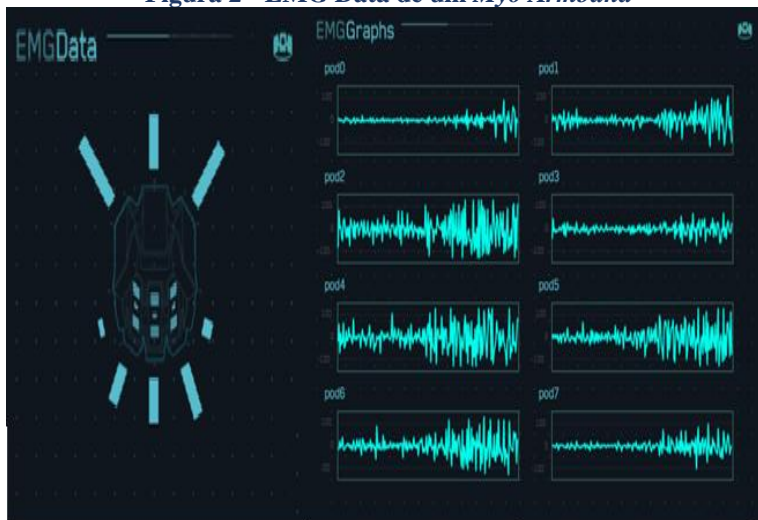 Figura 2 - EMG Data de um Myo Armband
EMGData
EMGGraphs
pod0
pod1
pod2
pod3
pod4
pod5
pod6
pod7